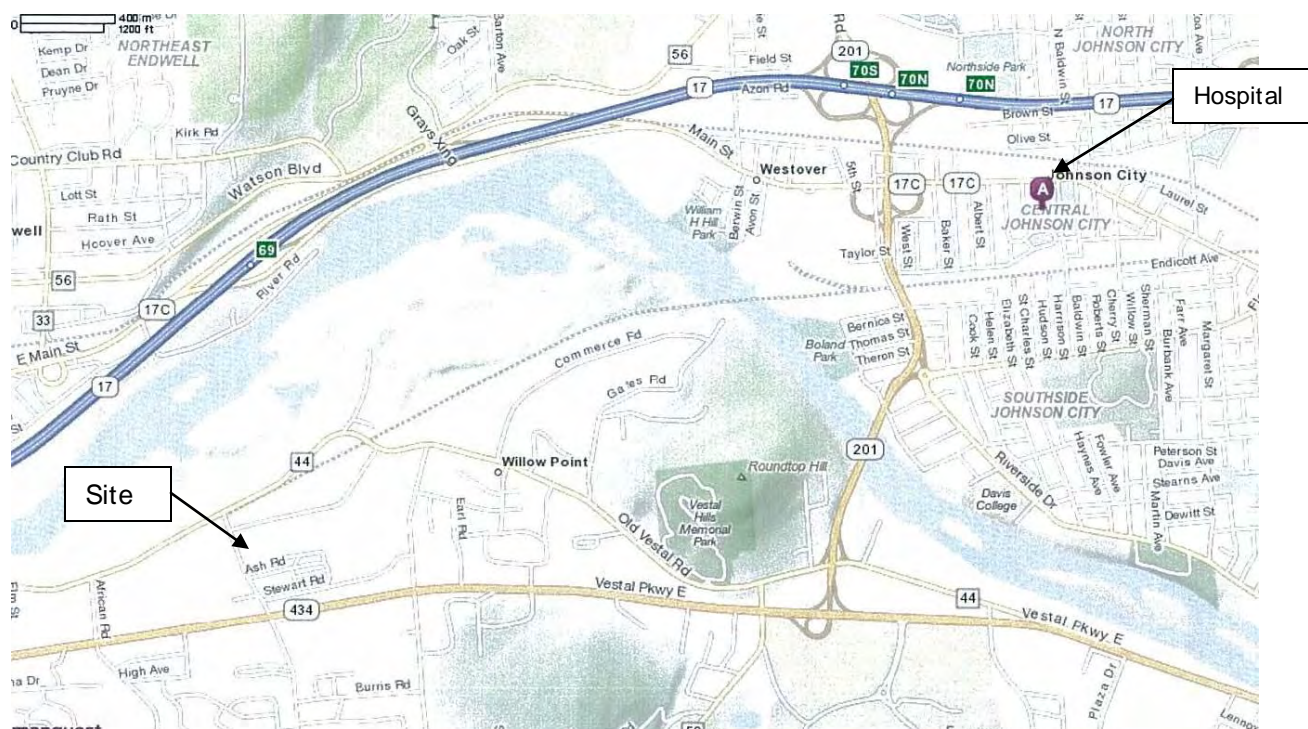 0 400 m
1200 ft
Kemp Dr
Dean Dr
Pruyne Dr
NORTHEAST
ENDWELL
Oak St
Barton Ave
56
Field St
201
70S
70N
70N
Northside Park
N Baldwin St
NORTH
JOHNSON CITY
Hospital
17
Azon Rd
17
Brown St
Olive St
Kirk Rd
Country Club Rd
Watson Blvd
Grays Xing
Main St
Westover
5th St
17C
17C
Johnson City
A
CENTRAL
JOHNSON CITY
Laurel St
Lott St
Rath St
Hoover Ave
well
William
H Hill
Park
Berwin St
Avon St
Albert St
Baker St
West St
Taylor St
Endicott Ave
69
River Rd
56
17C
33
E Main St
17
Commerce Rd
Gates Rd
Boland
Park
Bernica St
Thomas St
Theron St
Cook St
Helen St
Elizabeth St
St Charles St
Hudson St
Harrison St
Baldwin St
Roberts St
Cherry St
Willow St
Sherman St
Farr Ave
Burbank Ave
Margaret St
SOUTHSIDE
JOHNSON CITY
44
Willow Point
Roundtop Hill
201
Riverside Dr
Haynes Ave
Fowler Ave
Peterson St
Davis Ave
Stearns Ave
Dewitt St
Martin Ave
Davis
College
Site
Vestal
Hills
Memorial
Park
Old Vestal Rd
Earl Rd
Ash Rd
Stewart Rd
African Rd
Elm St
434
Vestal Pkwy E
44
Vestal Pkwy E
Plaza Dr
High Ave
Burris Rd
na Dr
Lennox
mapquest